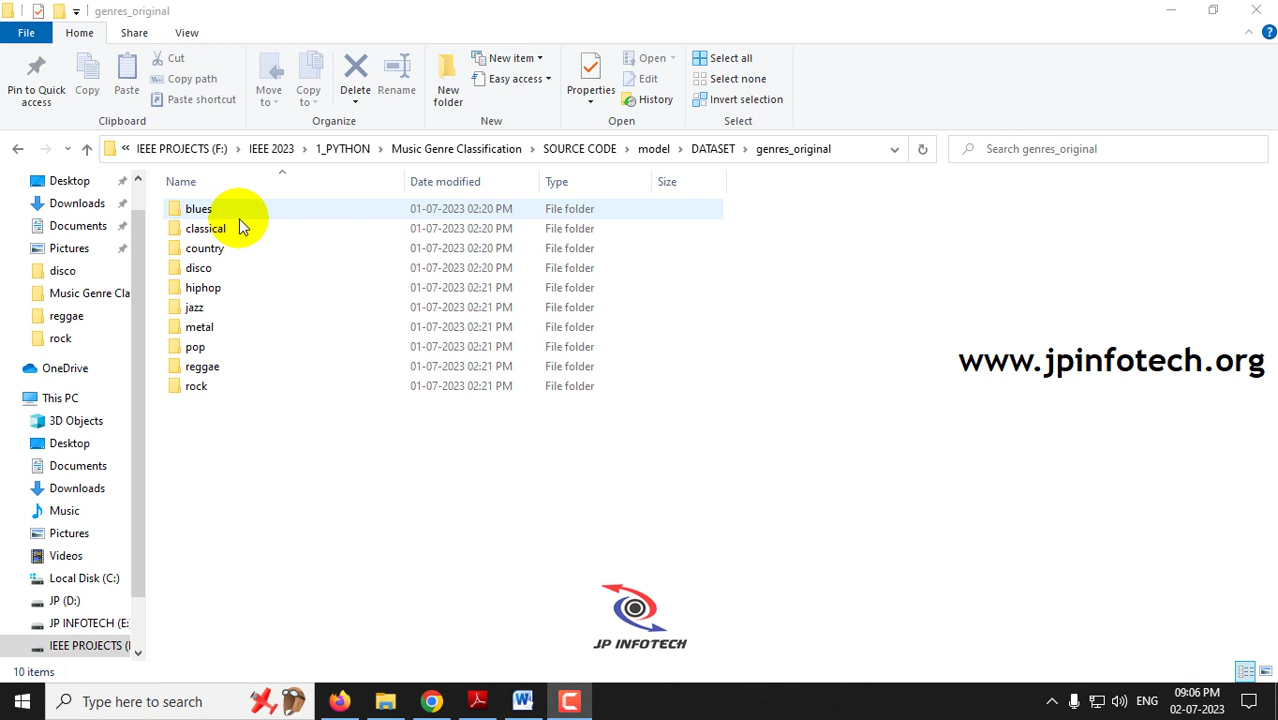 genres_original
File Home Share View
Pin to Quick access
Copy
Paste
Cut
Copy path
Paste shortcut
Clipboard
Move to
Copy to
Delete
Rename
Organize
New folder
New item
Easy access
New
Properties
Open
Edit
History
Open
Select all
Select none
Invert selection
Select
« IEEE PROJECTS (F:) > IEEE 2023 > 1_PYTHON > Music Genre Classification > SOURCE CODE > model > DATASET > genres_original
Search genres_original
Desktop
Downloads
Documents
Pictures
disco
Music Genre Cla
reggae
rock
OneDrive
This PC
3D Objects
Desktop
Documents
Downloads
Music
Pictures
Videos
Local Disk (C:)
JP (D:)
JP INFOTECH (E:
IEEE PROJECTS (
Name Date modified Type Size
blues 01-07-2023 02:20 PM File folder
classical 01-07-2023 02:20 PM File folder
country 01-07-2023 02:20 PM File folder
disco 01-07-2023 02:20 PM File folder
hiphop 01-07-2023 02:21 PM File folder
jazz 01-07-2023 02:21 PM File folder
metal 01-07-2023 02:21 PM File folder
pop 01-07-2023 02:21 PM File folder
reggae 01-07-2023 02:21 PM File folder
rock 01-07-2023 02:21 PM File folder
www.jpinfotech.org
JP INFOTECH
10 items
Type here to search
ENG
09:06 PM
02-07-2023